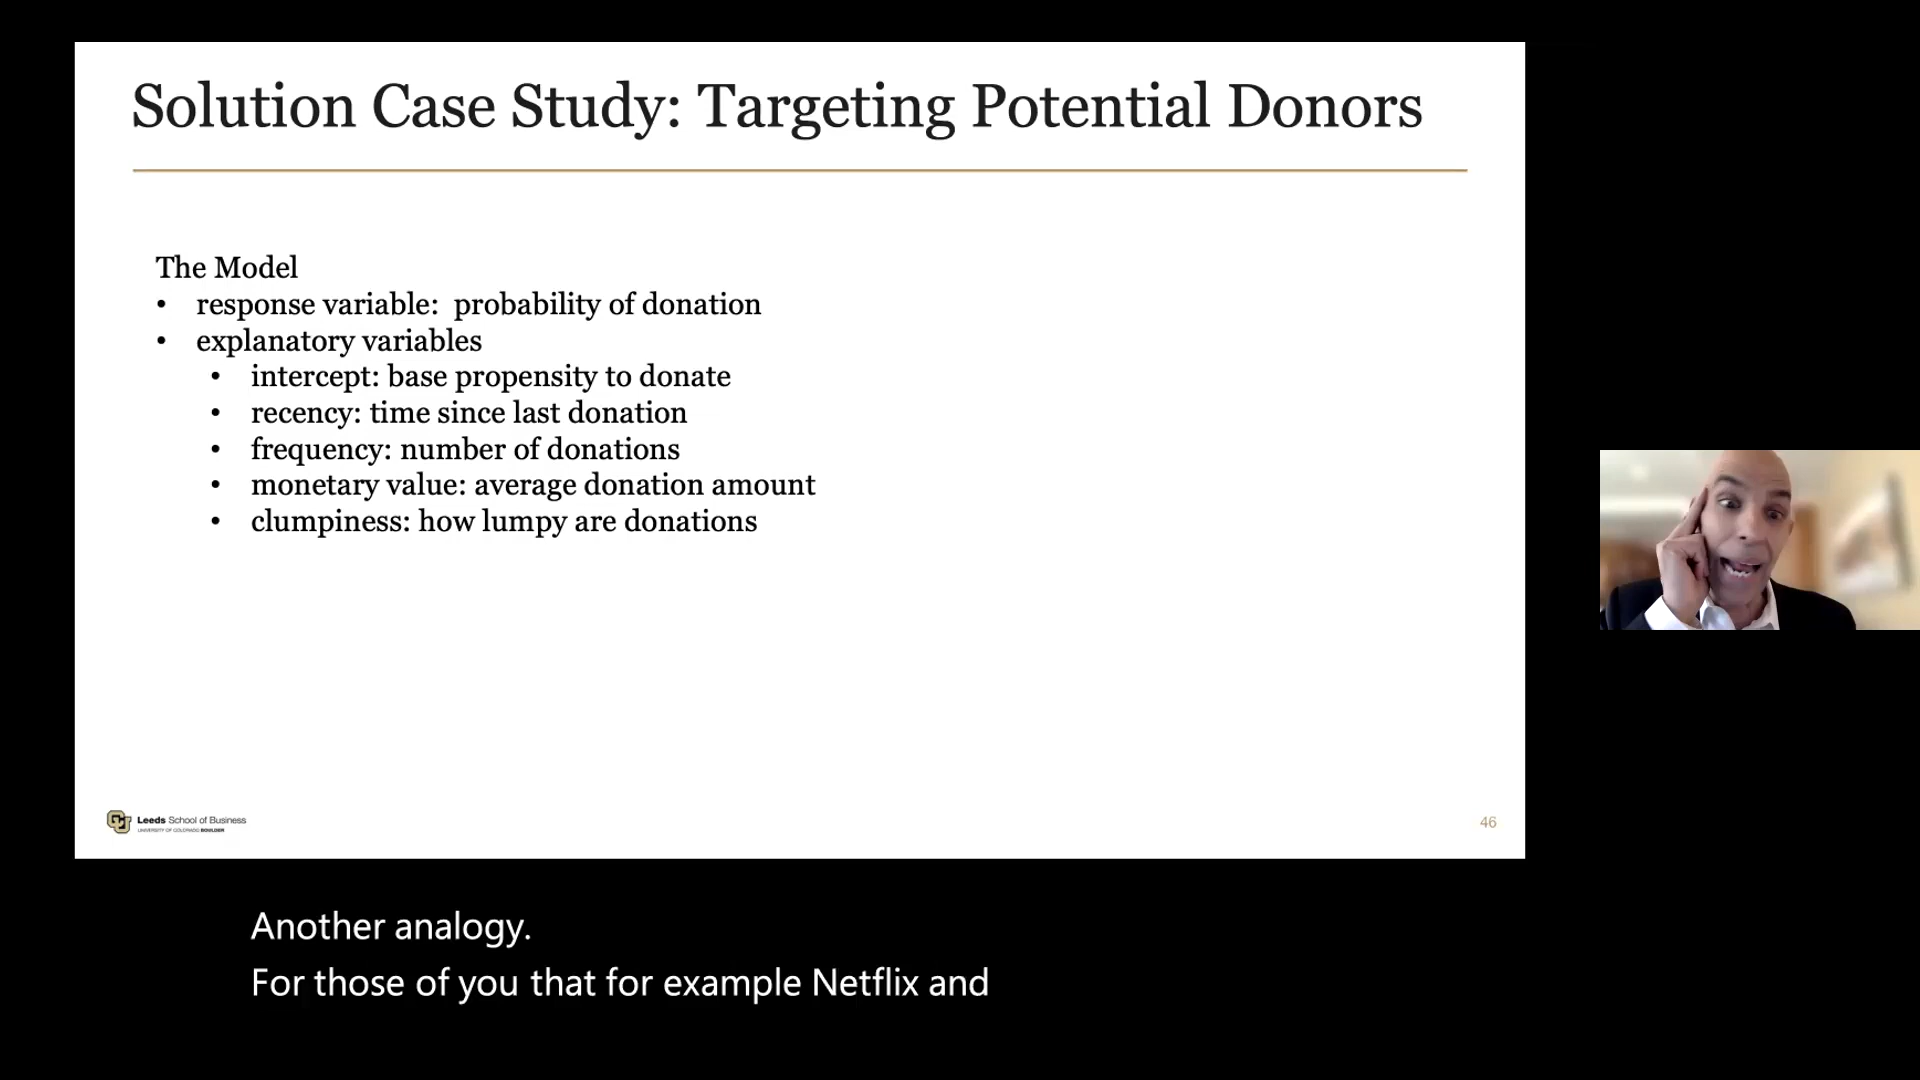 Solution Case Study: Targeting Potential Donors
The Model
• response variable: probability of donation
• explanatory variables
• intercept: base propensity to donate
• recency: time since last donation
• frequency: number of donations
• monetary value: average donation amount
• clumpiness: how lumpy are donations
Leeds School of Business
UNIVERSITY OF COLORADO BOULDER
46
Another analogy.
For those of you that for example Netflix and